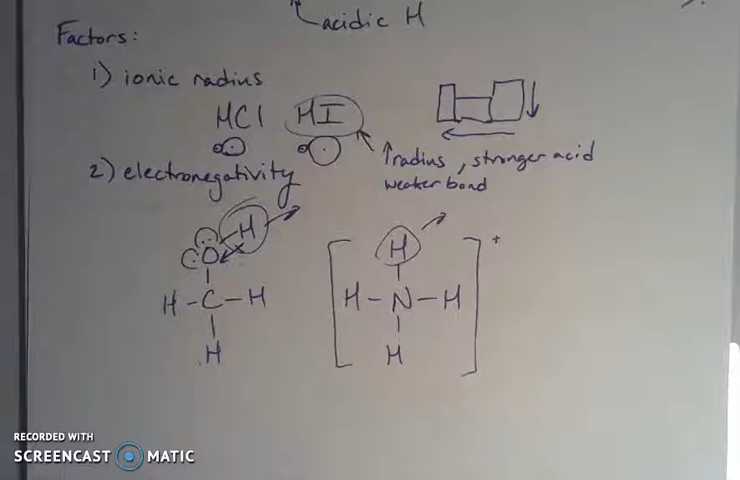 acidic H
Factors:
1) ionic radius
HCl HI
↑radius, stronger acid
weaker bond
2) electronegativity
H
O
H-C-H
H
H +
H-N-H
H
RECORDED WITH
SCREENCAST MATIC